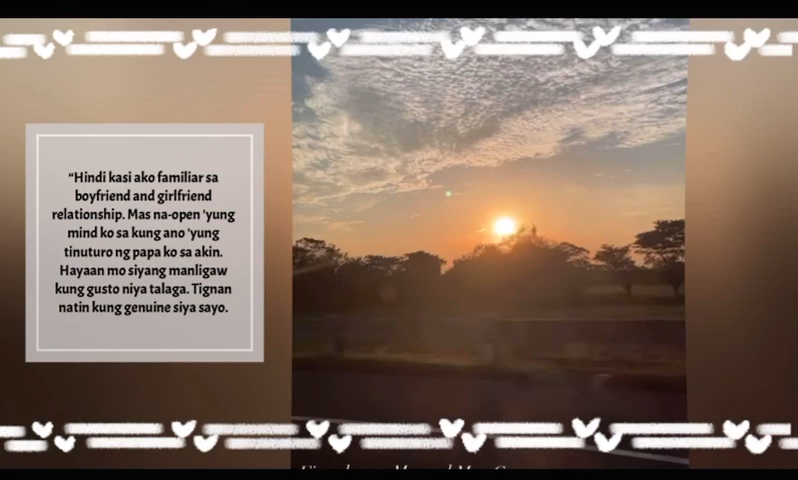 “Hindi kasi ako familiar sa
boyfriend and girlfriend
relationship. Mas na-open 'yung
mind ko sa kung ano 'yung
tinuturo ng papa ko sa akin.
Hayaan mo siyang manligaw
kung gusto niya talaga. Tignan
natin kung genuine siya sayo.